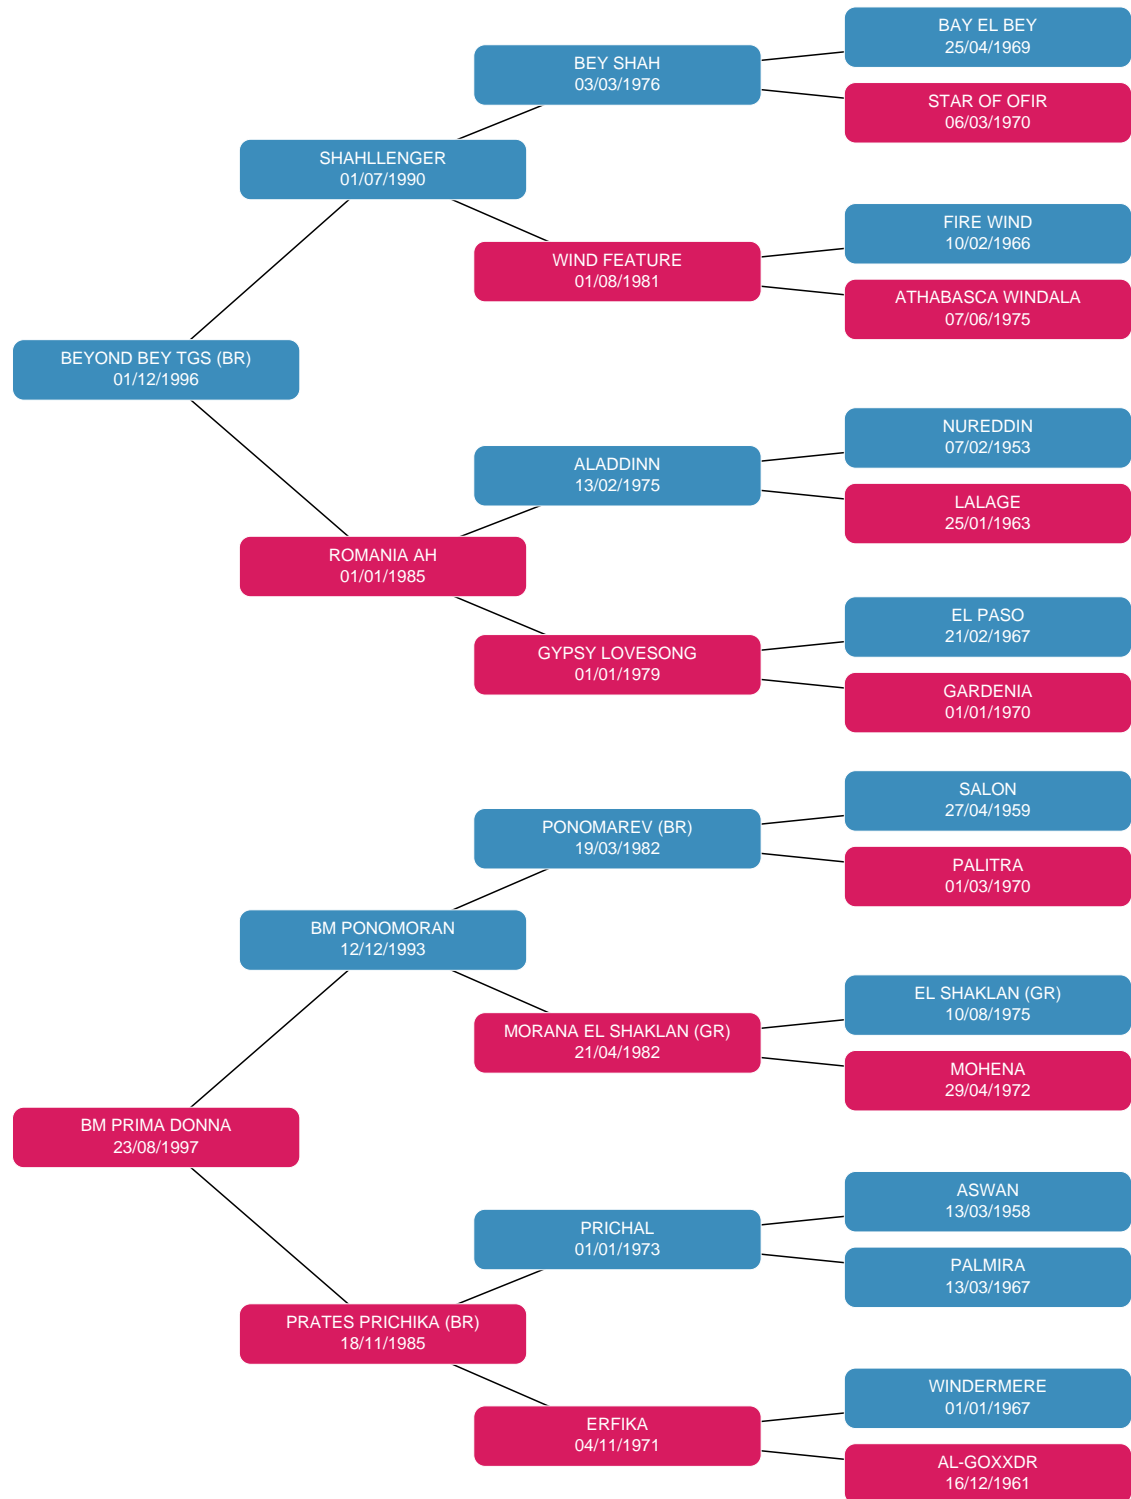 BAY EL BEY
25/04/1969
BEY SHAH
03/03/1976
STAR OF OFIR
06/03/1970
SHAHLLENGER
01/07/1990
FIRE WIND
10/02/1966
WIND FEATURE
01/08/1981
ATHABASCA WINDALA
07/06/1975
BEYOND BEY TGS (BR)
01/12/1996
NUREDDIN
07/02/1953
ALADDINN
13/02/1975
LALAGE
25/01/1963
ROMANIA AH
01/01/1985
EL PASO
21/02/1967
GYPSY LOVESONG
01/01/1979
GARDENIA
01/01/1970
SALON
27/04/1959
PONOMAREV (BR)
19/03/1982
PALITRA
01/03/1970
BM PONOMORAN
12/12/1993
EL SHAKLAN (GR)
10/08/1975
MORANA EL SHAKLAN (GR)
21/04/1982
MOHENA
29/04/1972
BM PRIMA DONNA
23/08/1997
ASWAN
13/03/1958
PRICHAL
01/01/1973
PALMIRA
13/03/1967
PRATES PRICHIKA (BR)
18/11/1985
WINDERMERE
01/01/1967
ERFIKA
04/11/1971
AL-GOXXDR
16/12/1961